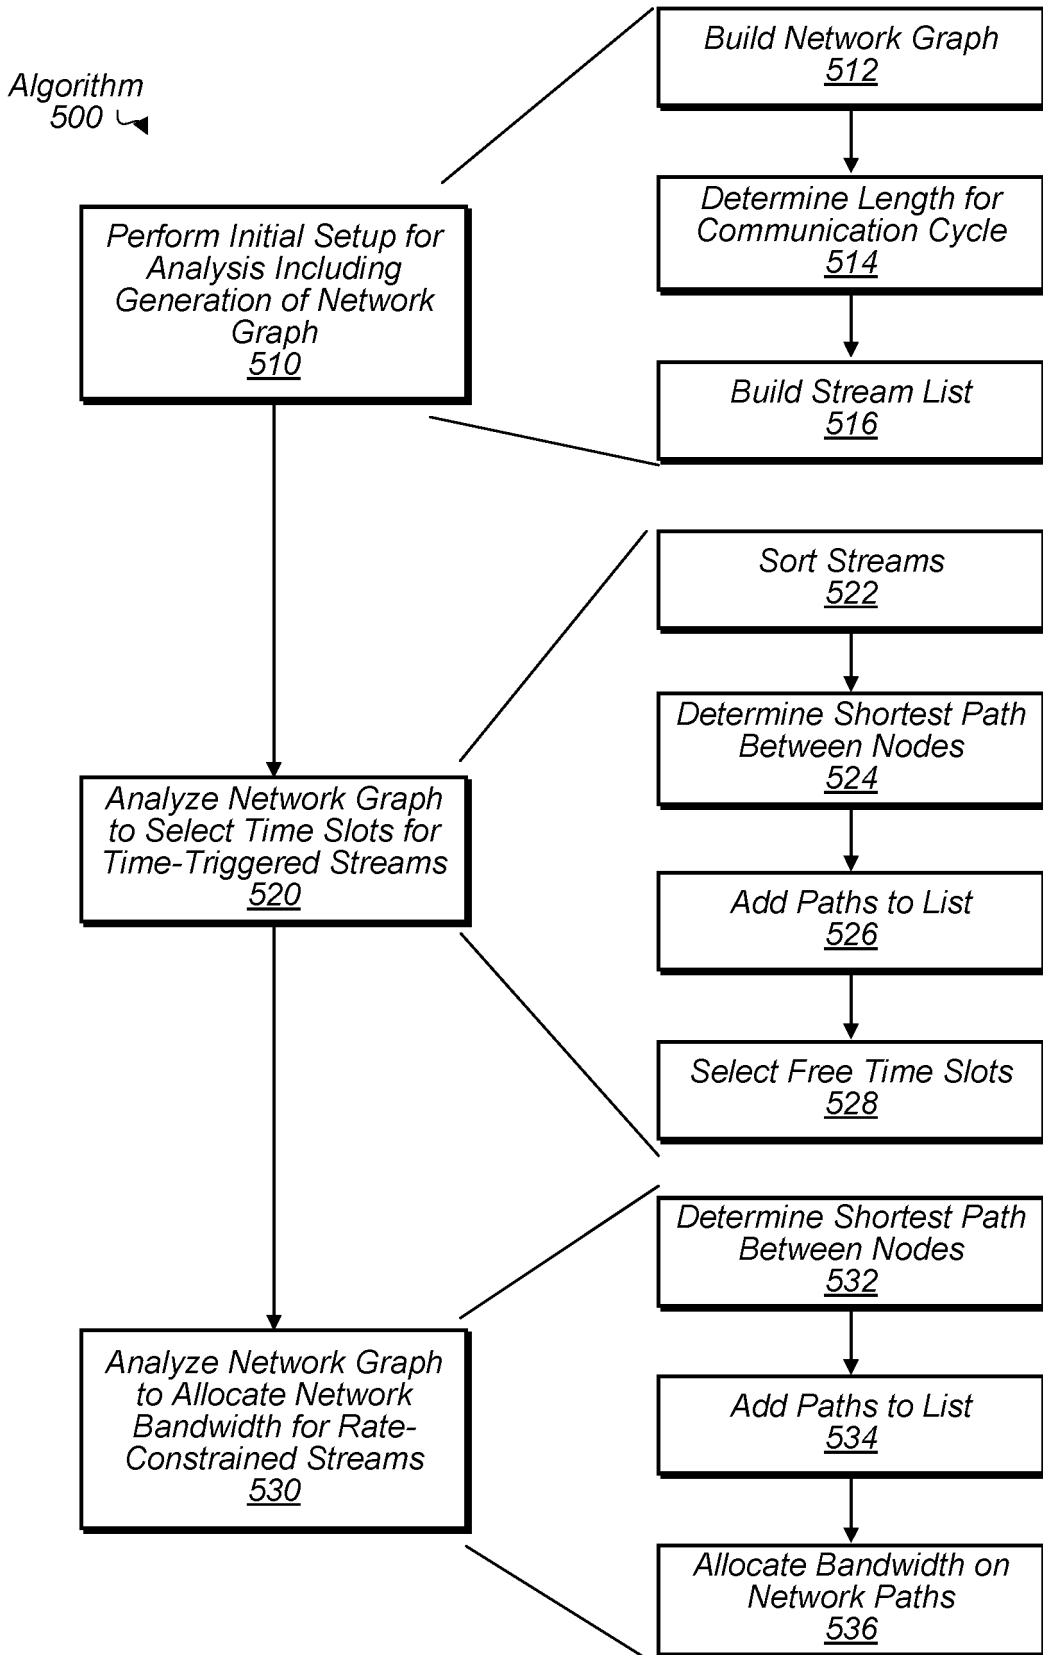 Algorithm
500
Perform Initial Setup for
Analysis Including
Generation of Network
Graph
510
Build Network Graph
512
Determine Length for
Communication Cycle
514
Build Stream List
516
Analyze Network Graph
to Select Time Slots for
Time-Triggered Streams
520
Sort Streams
522
Determine Shortest Path
Between Nodes
524
Add Paths to List
526
Select Free Time Slots
528
Analyze Network Graph
to Allocate Network
Bandwidth for Rate-
Constrained Streams
530
Determine Shortest Path
Between Nodes
532
Add Paths to List
534
Allocate Bandwidth on
Network Paths
536